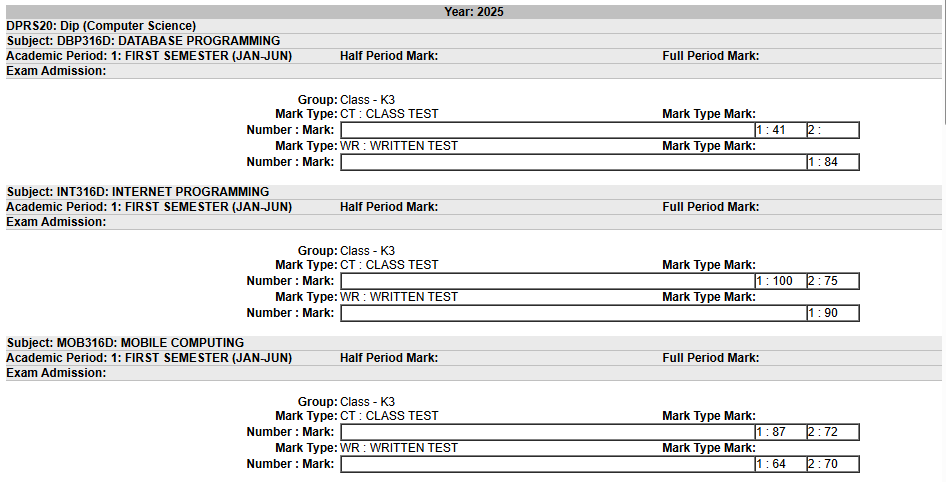 Year: 2025
DPRS20: Dip (Computer Science)
Subject: DBP316D: DATABASE PROGRAMMING
Academic Period: 1: FIRST SEMESTER (JAN-JUN) Half Period Mark: Full Period Mark:
Exam Admission:
Group: Class - K3
Mark Type: CT : CLASS TEST Mark Type Mark:
Number : Mark: 1 : 41 2 :
Mark Type: WR : WRITTEN TEST Mark Type Mark:
Number : Mark: 1 : 84
Subject: INT316D: INTERNET PROGRAMMING
Academic Period: 1: FIRST SEMESTER (JAN-JUN) Half Period Mark: Full Period Mark:
Exam Admission:
Group: Class - K3
Mark Type: CT : CLASS TEST Mark Type Mark:
Number : Mark: 1 : 100 2 : 75
Mark Type: WR : WRITTEN TEST Mark Type Mark:
Number : Mark: 1 : 90
Subject: MOB316D: MOBILE COMPUTING
Academic Period: 1: FIRST SEMESTER (JAN-JUN) Half Period Mark: Full Period Mark:
Exam Admission:
Group: Class - K3
Mark Type: CT : CLASS TEST Mark Type Mark:
Number : Mark: 1 : 87 2 : 72
Mark Type: WR : WRITTEN TEST Mark Type Mark:
Number : Mark: 1 : 64 2 : 70